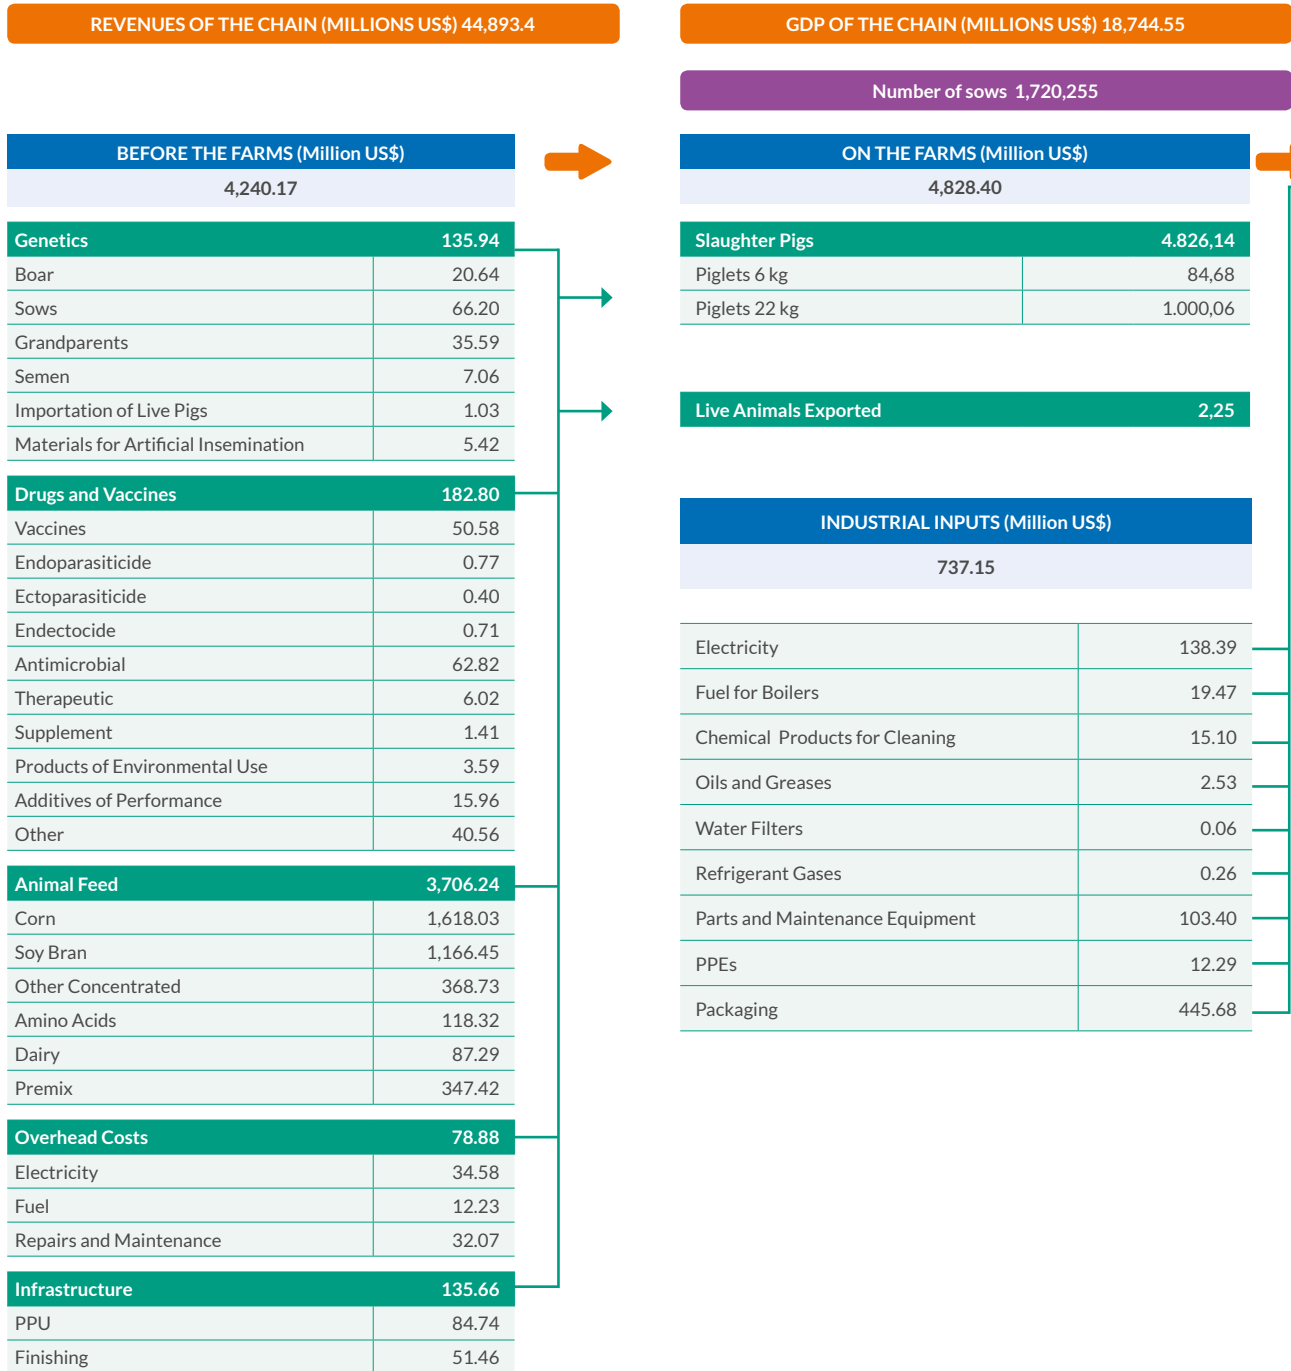 REVENUES OF THE CHAIN (MILLIONS US$) 44,893.4
GDP OF THE CHAIN (MILLIONS US$) 18,744.55
Number of sows 1,720,255
BEFORE THE FARMS (Million US$)
4,240.17
Genetics 135.94
Boar 20.64
Sows 66.20
Grandparents 35.59
Semen 7.06
Importation of Live Pigs 1.03
Materials for Artificial Insemination 5.42
Drugs and Vaccines 182.80
Vaccines 50.58
Endoparasiticide 0.77
Ectoparasiticide 0.40
Endectocide 0.71
Antimicrobial 62.82
Therapeutic 6.02
Supplement 1.41
Products of Environmental Use 3.59
Additives of Performance 15.96
Other 40.56
Animal Feed 3,706.24
Corn 1,618.03
Soy Bran 1,166.45
Other Concentrated 368.73
Amino Acids 118.32
Dairy 87.29
Premix 347.42
Overhead Costs 78.88
Electricity 34.58
Fuel 12.23
Repairs and Maintenance 32.07
Infrastructure 135.66
PPU 84.74
Finishing 51.46
ON THE FARMS (Million US$)
4,828.40
Slaughter Pigs 4.826,14
Piglets 6 kg 84,68
Piglets 22 kg 1.000,06
Live Animals Exported 2,25
INDUSTRIAL INPUTS (Million US$)
737.15
Electricity 138.39
Fuel for Boilers 19.47
Chemical Products for Cleaning 15.10
Oils and Greases 2.53
Water Filters 0.06
Refrigerant Gases 0.26
Parts and Maintenance Equipment 103.40
PPEs 12.29
Packaging 445.68